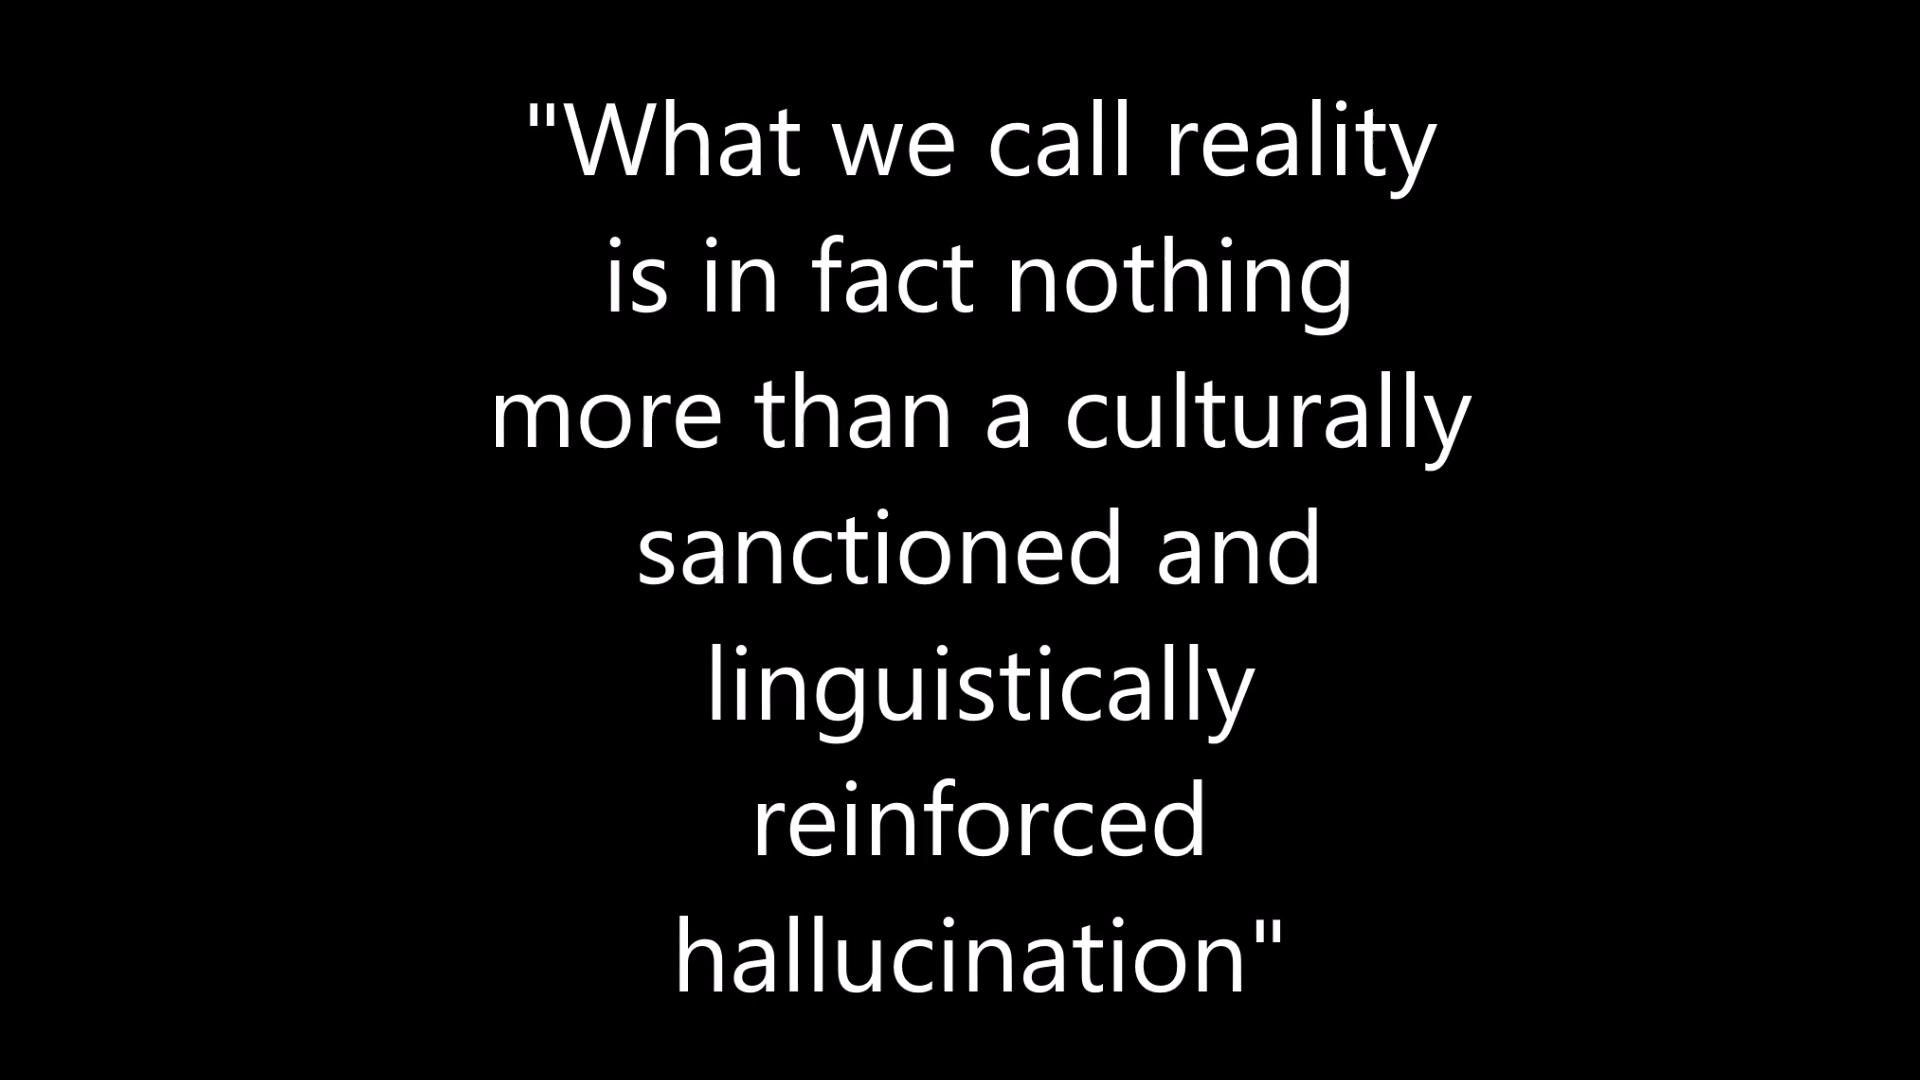 "What we call reality
is in fact nothing
more than a culturally
sanctioned and
linguistically
reinforced
hallucination"